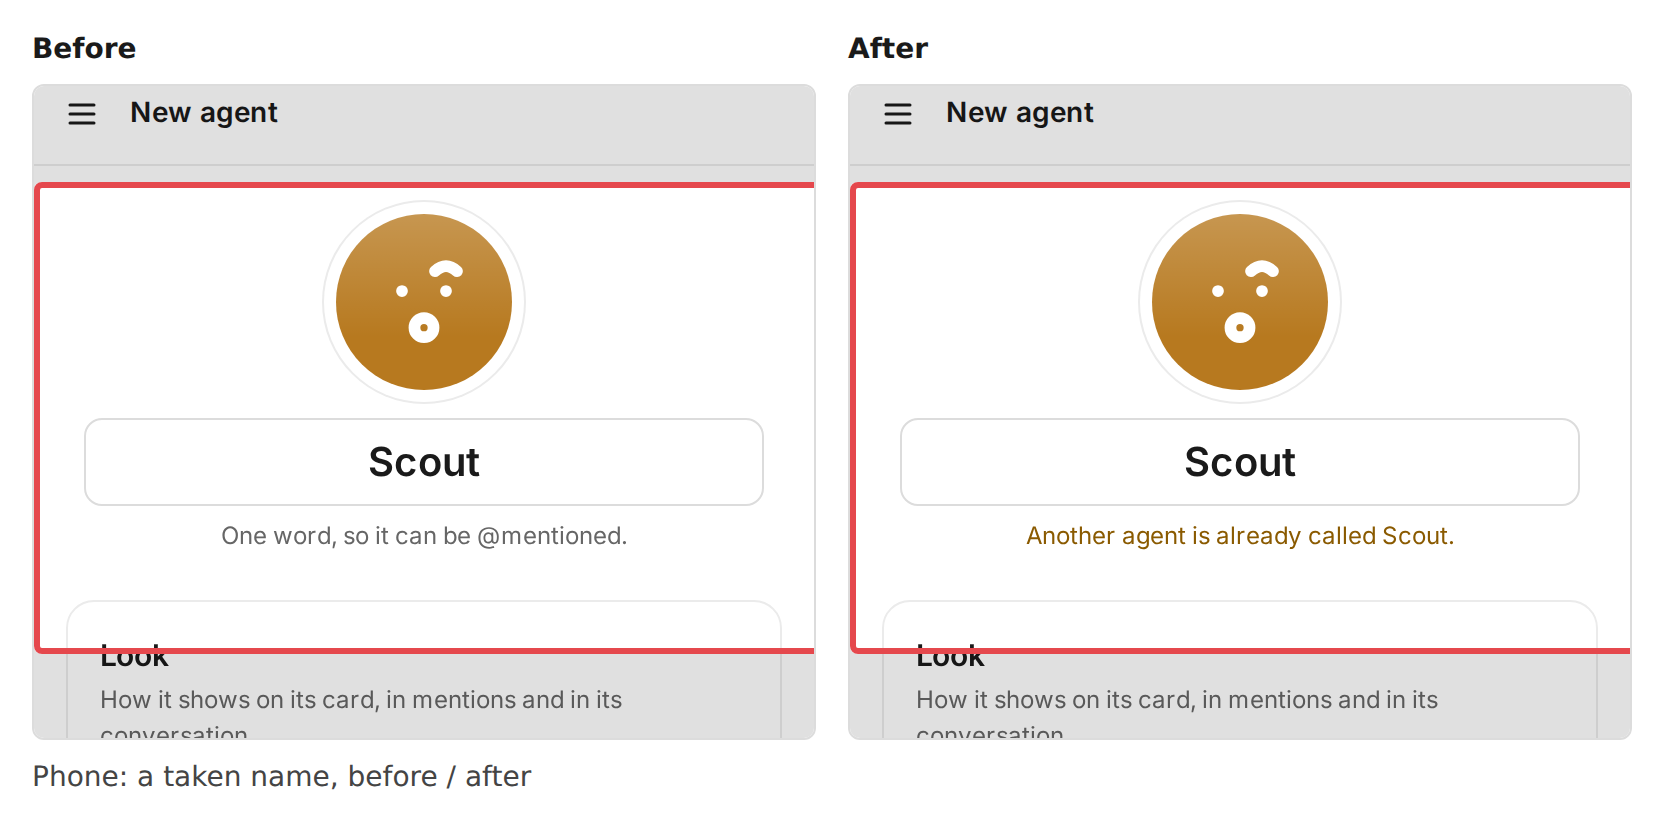 Before
After
New agent
Scout
One word, so it can be @mentioned.
Look
How it shows on its card, in mentions and in its
conversation
New agent
Scout
Another agent is already called Scout.
Look
How it shows on its card, in mentions and in its
conversation
Phone: a taken name, before / after